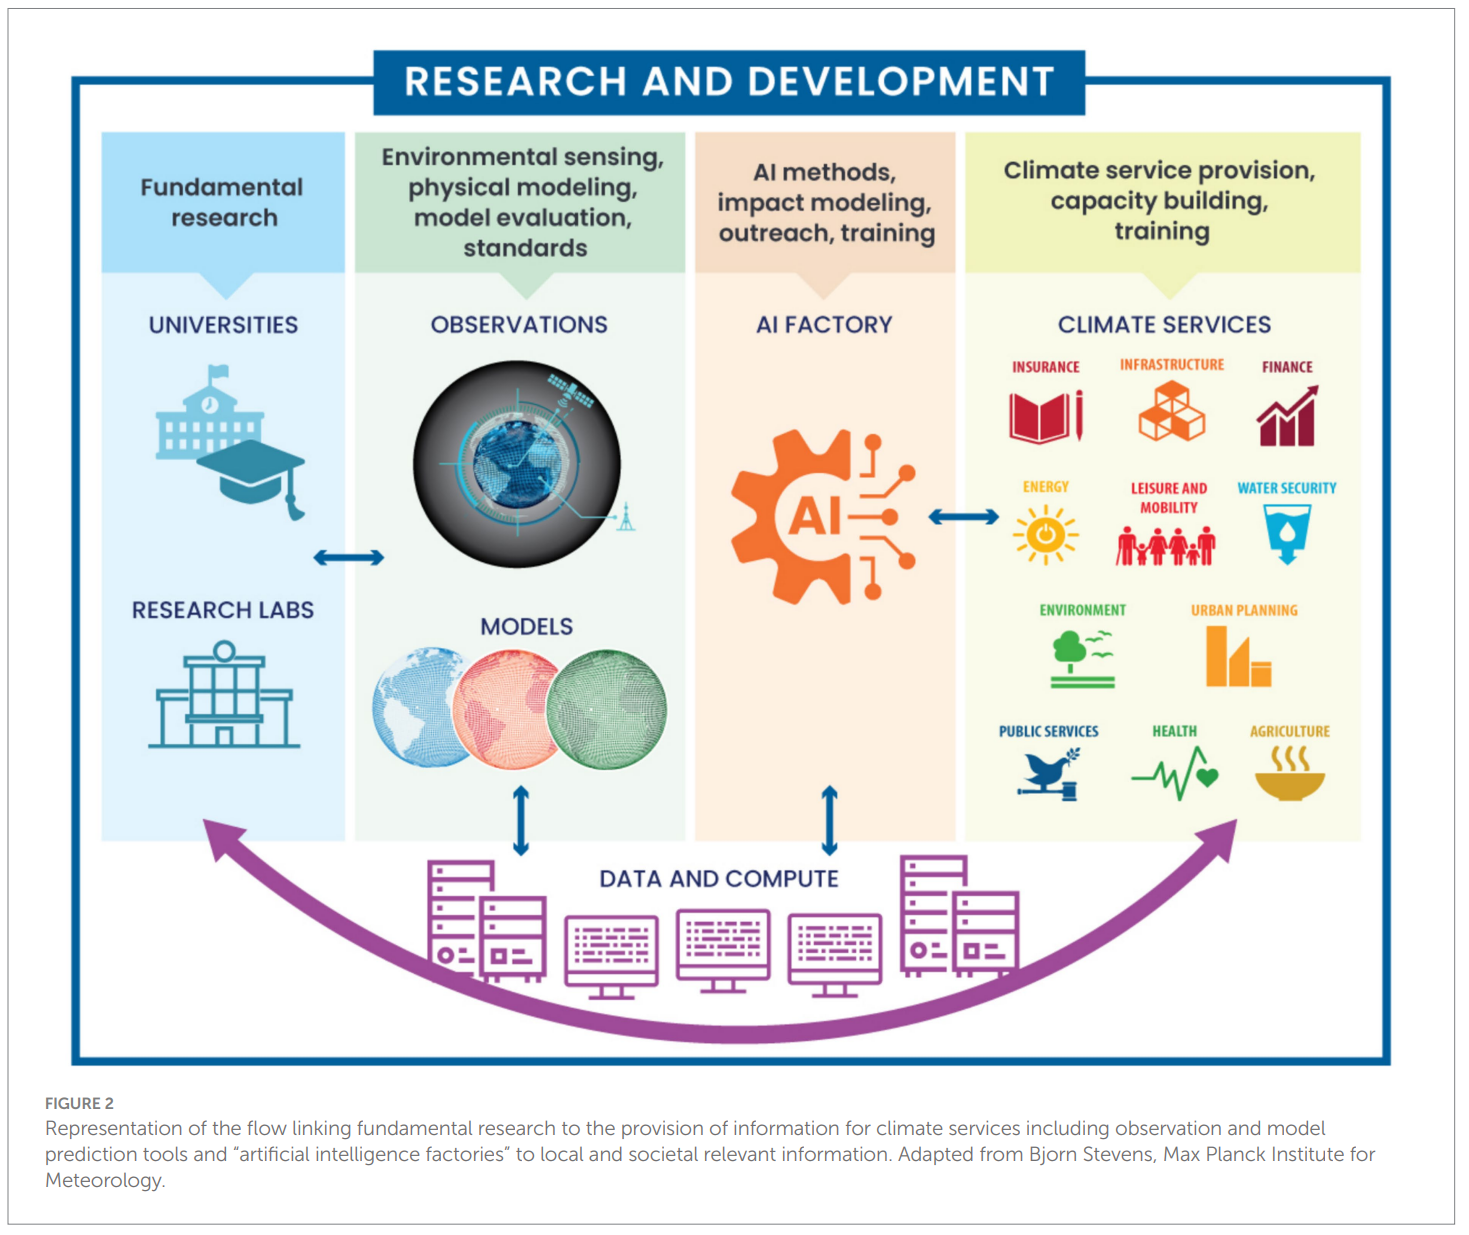 RESEARCH AND DEVELOPMENT
Fundamental
research
UNIVERSITIES
RESEARCH LABS
Environmental sensing,
physical modeling,
model evaluation,
standards
OBSERVATIONS
MODELS
AI methods,
impact modeling,
outreach, training
AI FACTORY
AI
Climate service provision,
capacity building,
training
CLIMATE SERVICES
INSURANCE
INFRASTRUCTURE
FINANCE
ENERGY
LEISURE AND
MOBILITY
WATER SECURITY
ENVIRONMENT
URBAN PLANNING
PUBLIC SERVICES
HEALTH
AGRICULTURE
DATA AND COMPUTE
FIGURE 2
Representation of the flow linking fundamental research to the provision of information for climate services including observation and model
prediction tools and “artificial intelligence factories” to local and societal relevant information. Adapted from Bjorn Stevens, Max Planck Institute for
Meteorology.